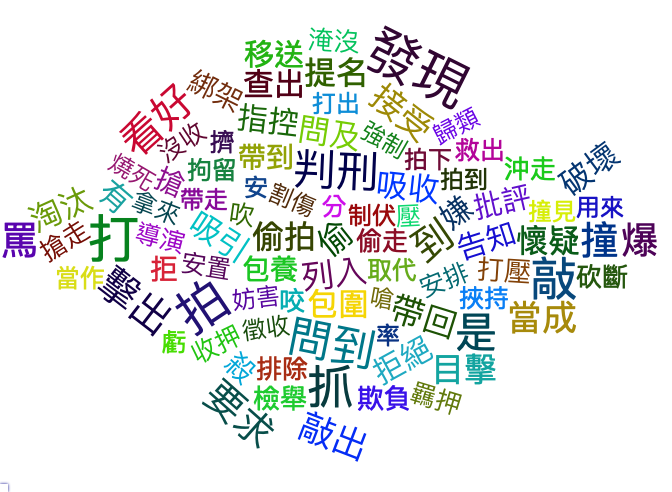 淹沒
發現
移送
提名
查出
綁架
接受
打出
看好
指控
問及
強制
歸類
沒收
擠
帶到
判刑
拍下
救出
沖走
破壞
燒死
搶
拘留
安
割傷
吸收
拍到
淘汰
有
拿來
帶走
吹
分
制伏
壓
嫌
批評
撞見
用來
罵
搶走
打
導演
吸引
偷拍
偷
偷走
到
告知
懷疑
撞
爆
當作
擊出
拒
安置
包養
列入
取代
安排
打壓
敲
砍斷
拍
妨害
咬
包圍
嗆
帶回
挾持
當成
虧
收押
徵收
問到
率
是
拒絕
目擊
殺
排除
抓
要求
檢舉
欺負
羈押
敲出